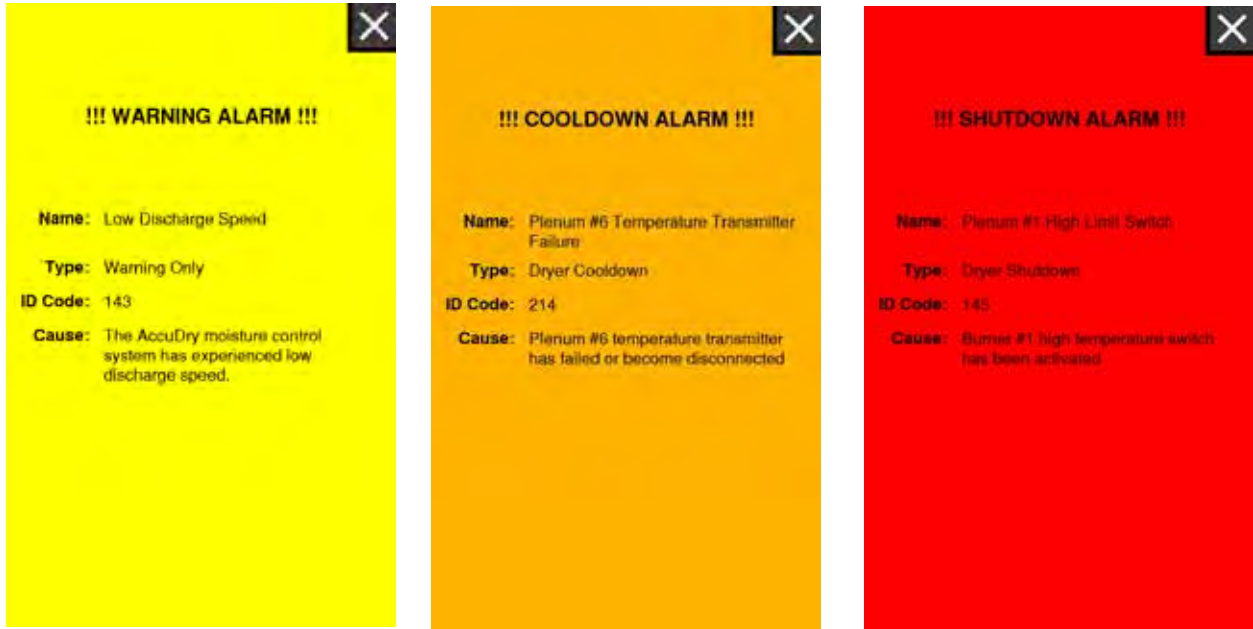 !!! WARNING ALARM !!!
Name: Low Discharge Speed
Type: Warning Only
ID Code: 143
Cause: The AccuDry moisture control
system has experienced low
discharge speed.
!!! COOLDOWN ALARM !!!
Name: Plenum #6 Temperature Transmitter
Failure
Type: Dryer Cooldown
ID Code: 214
Cause: Plenum #6 temperature transmitter
has failed or become disconnected
!!! SHUTDOWN ALARM !!!
Name: Plenum #1 High Limit Switch
Type: Dryer Shutdown
ID Code: 145
Cause: Burner #1 high temperature switch
has been activated